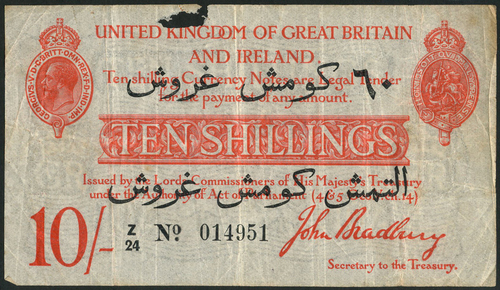 UNITED KINGDOM OF GREAT BRITAIN
AND IRELAND
Ten shilling Currency Notes are Legal Tender
٦٠ كومش غروش
for the payment of any amount.
TEN SHILLINGS
Issued by the Lords Commissioners of His Majesty's Treasury
التمش كومش غروش
under the Authority of Act of Parliament (4 & 5 Geo. V. ch. 14)
10/-
Z
24
No. 014951
John Bradbury
Secretary to the Treasury.